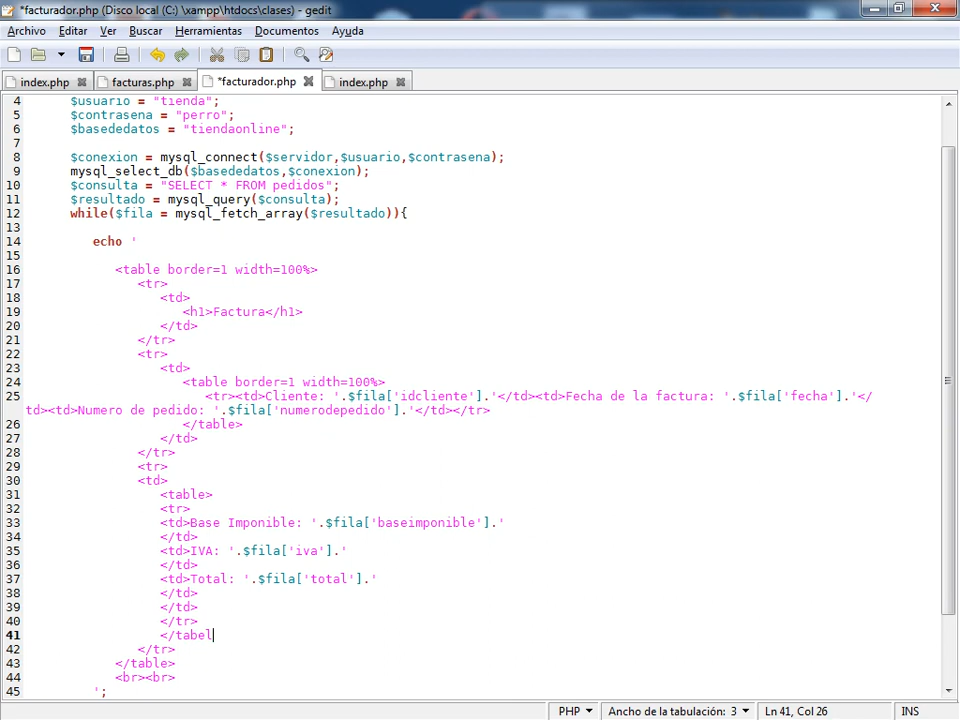 *facturador.php (Disco local (C:) \xampp\htdocs\clases) - gedit
Archivo Editar Ver Buscar Herramientas Documentos Ayuda
index.php facturas.php *facturador.php index.php
4 $usuario = "tienda";
5 $contrasena = "perro";
6 $basededatos = "tiendaonline";
7
8 $conexion = mysql_connect($servidor,$usuario,$contrasena);
9 mysql_select_db($basededatos,$conexion);
10 $consulta = "SELECT * FROM pedidos";
11 $resultado = mysql_query($consulta);
12 while($fila = mysql_fetch_array($resultado)){
13
14 echo '
15
16 <table border=1 width=100%>
17 <tr>
18 <td>
19 <h1>Factura</h1>
20 </td>
21 </tr>
22 <tr>
23 <td>
24 <table border=1 width=100%>
25 <tr><td>Cliente: '.$fila['idcliente'].'</td><td>Fecha de la factura: '.$fila['fecha'].'</
td><td>Numero de pedido: '.$fila['numerodepedido'].'</td></tr>
26 </table>
27 </td>
28 </tr>
29 <tr>
30 <td>
31 <table>
32 <tr>
33 <td>Base Imponible: '.$fila['baseimponible'].'
34 </td>
35 <td>IVA: '.$fila['iva'].'
36 </td>
37 <td>Total: '.$fila['total'].'
38 </td>
39 </td>
40 </tr>
41 </tabel
42 </tr>
43 </table>
44 <br><br>
45 ';
PHP Ancho de la tabulación: 3 Ln 41, Col 26 INS